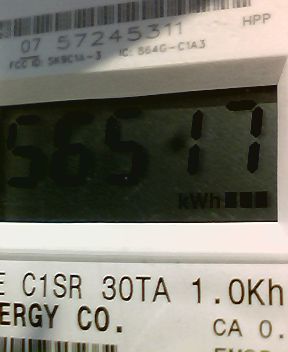 07 57245311 HPP
FCC ID: SK9C1A-3 IC: 864G-C1A3
56517
kWh
E C1SR 30TA 1.0Kh
ERGY CO.
CA 0.